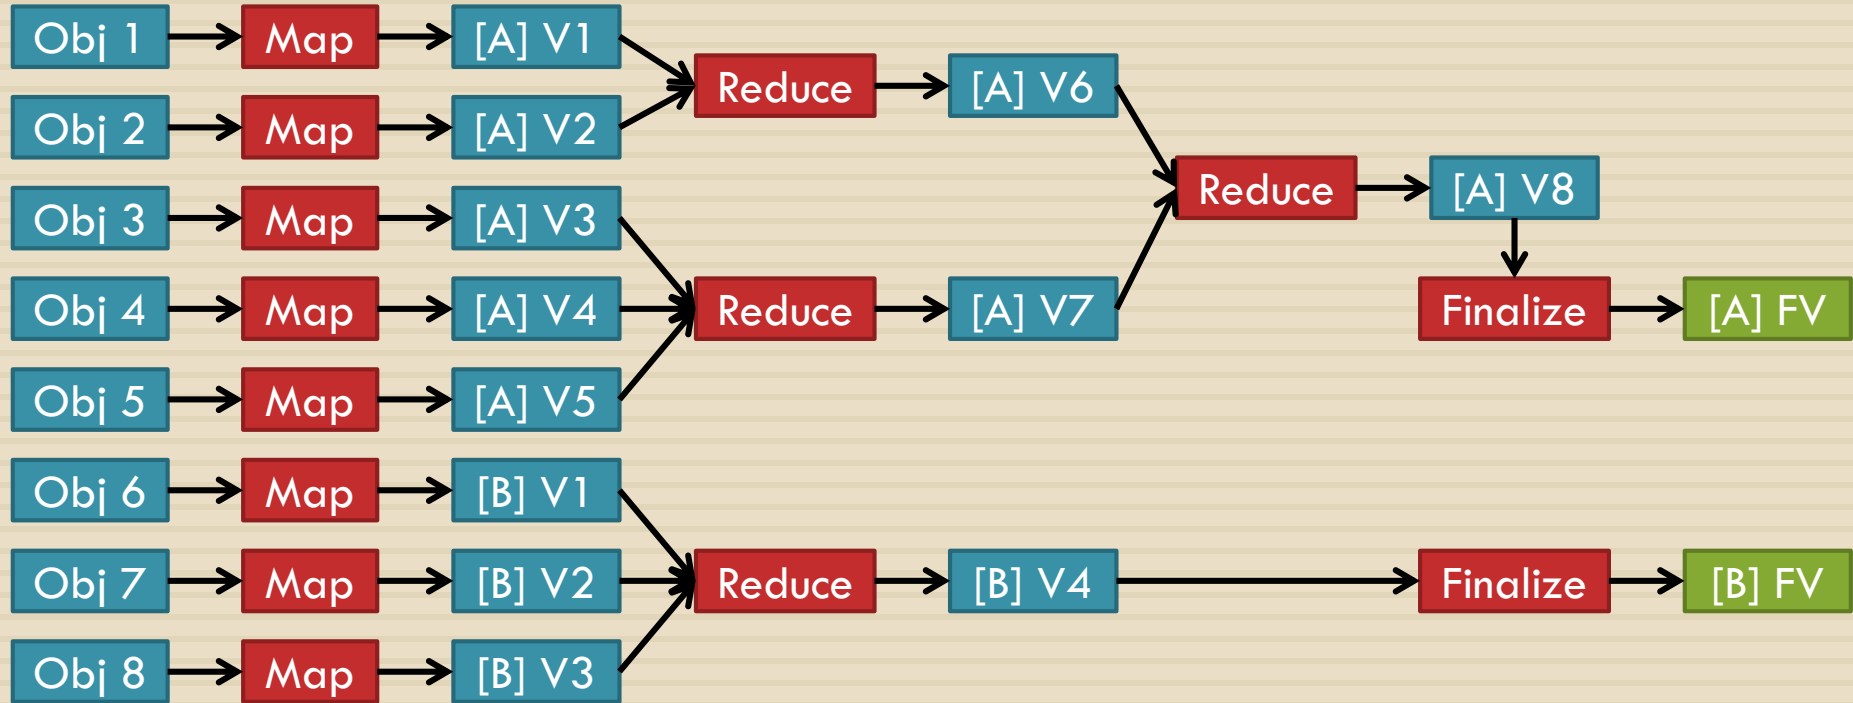 Obj 1 Map [A] V1
Reduce [A] V6
Obj 2 Map [A] V2
Reduce [A] V8
Obj 3 Map [A] V3
Obj 4 Map [A] V4 Reduce [A] V7 Finalize [A] FV
Obj 5 Map [A] V5
Obj 6 Map [B] V1
Obj 7 Map [B] V2 Reduce [B] V4 Finalize [B] FV
Obj 8 Map [B] V3